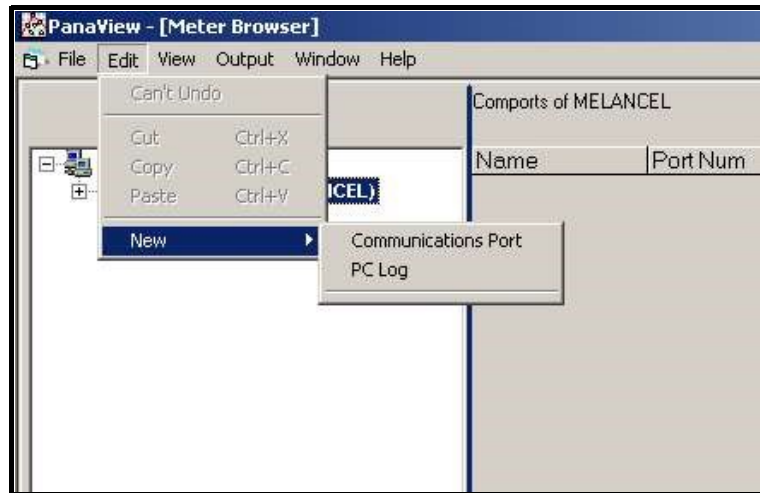 PanaView - [Meter Browser]
File Edit View Output Window Help
Can't Undo
Cut Ctrl+X
Copy Ctrl+C
Paste Ctrl+V
New
Communications Port
PC Log
ICEL)
Comports of MELANCEL
Name Port Num